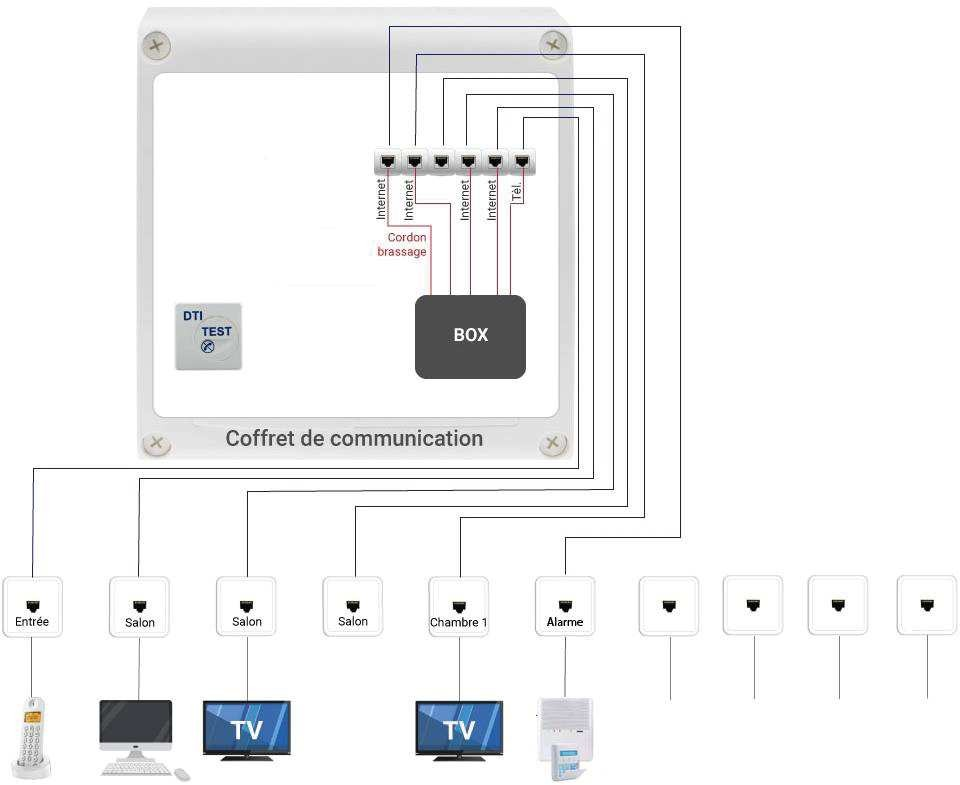 Internet
Internet
Internet
Internet
Tél.
Cordon
brassage
DTI
TEST
BOX
Coffret de communication
Entrée
Salon
Salon
Salon
Chambre 1
Alarme
TV
TV